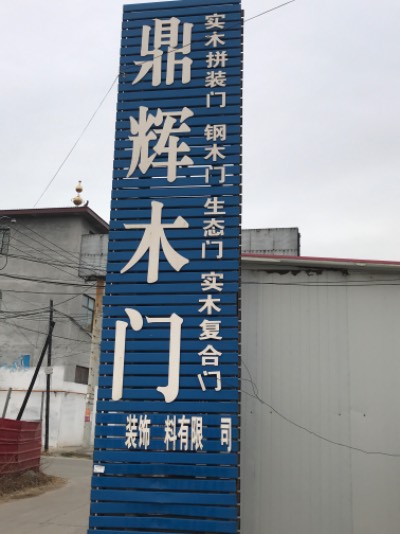 鼎辉木门
实木拼装门 钢木门 生态门 实木复合门
装饰 料有限 司